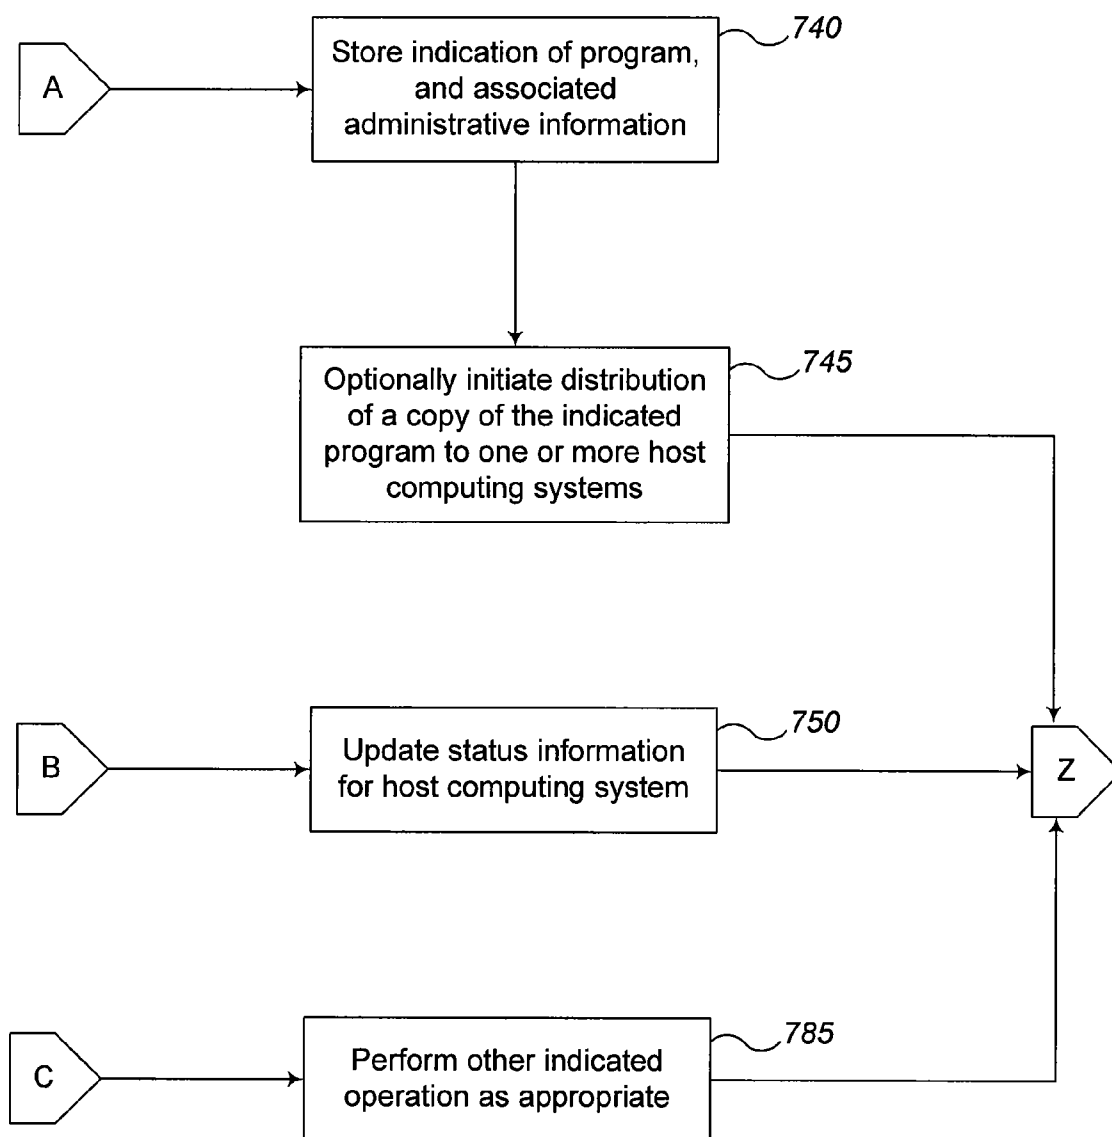 A
Store indication of program,
and associated
administrative information
740
Optionally initiate distribution
of a copy of the indicated
program to one or more host
computing systems
745
B
Update status information
for host computing system
750
Z
C
Perform other indicated
operation as appropriate
785